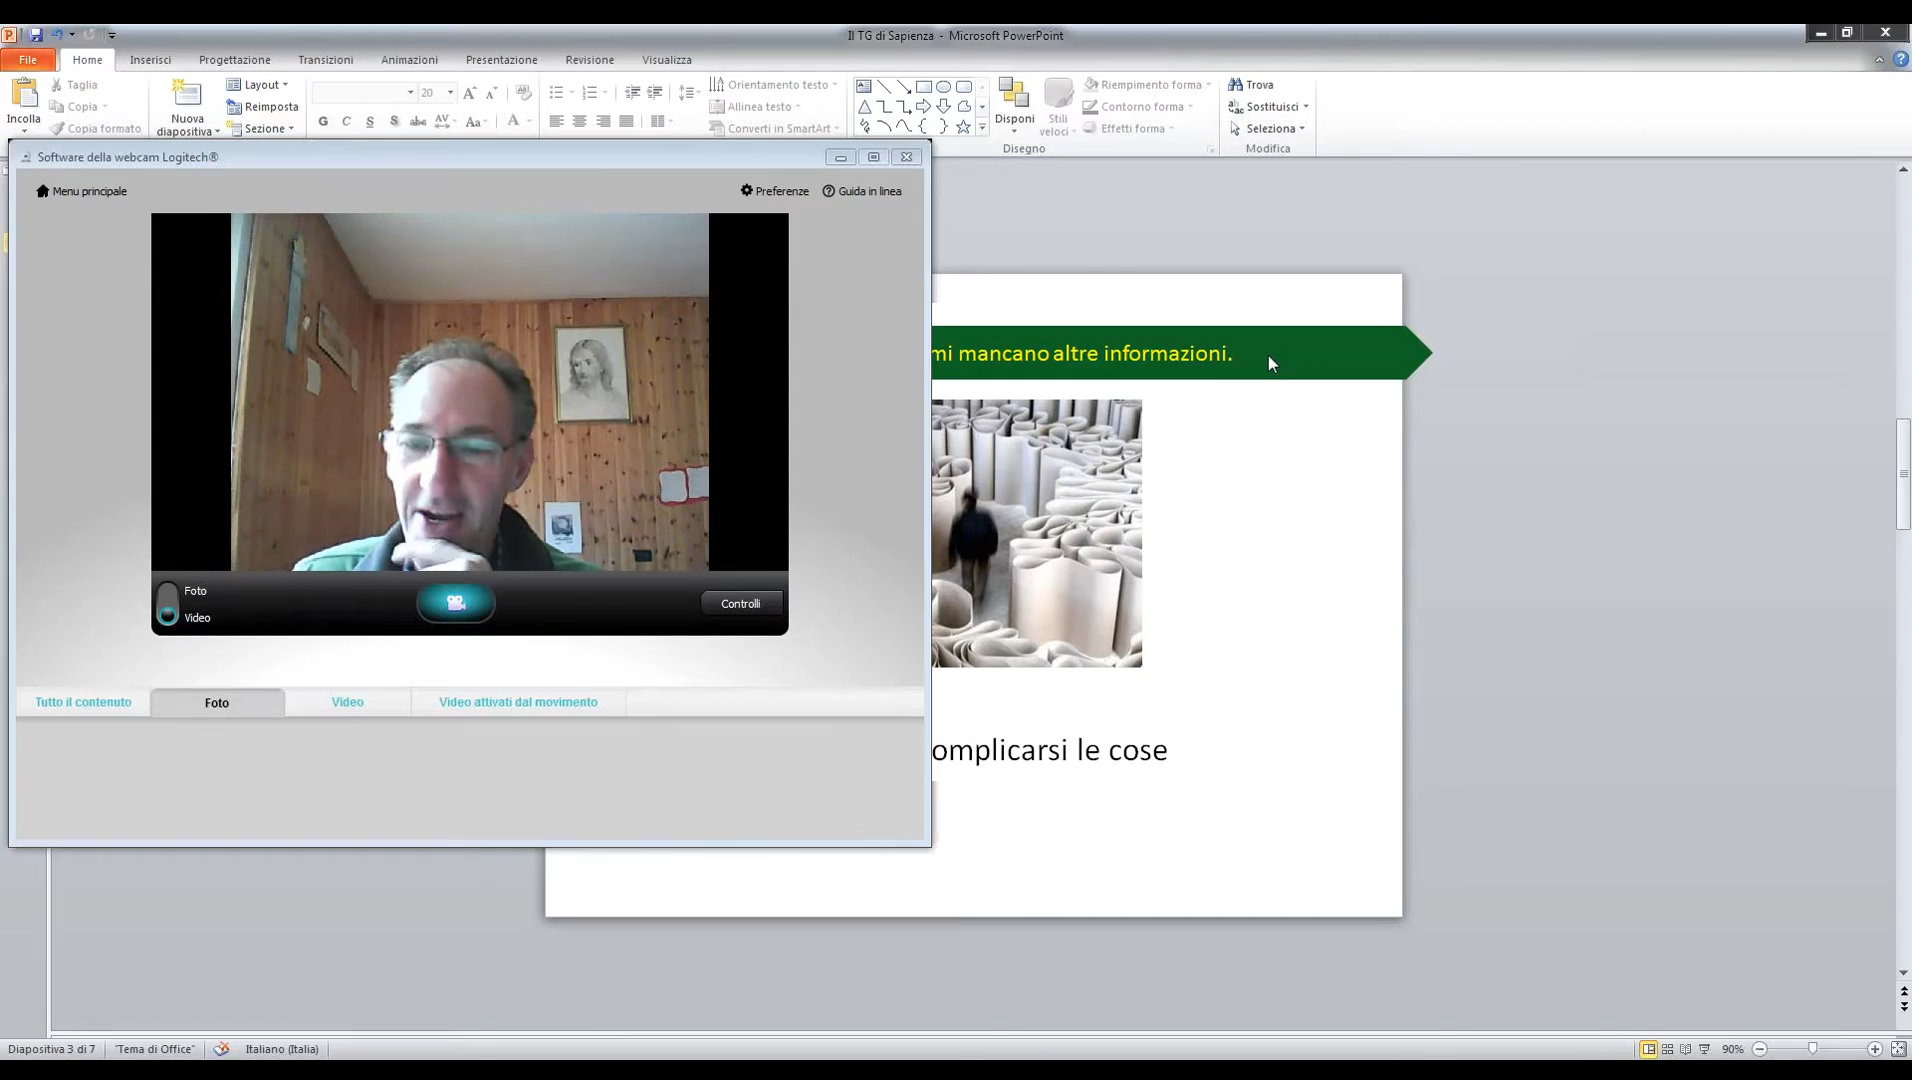 Il TG di Sapienza - Microsoft PowerPoint
File Home Inserisci Progettazione Transizioni Animazioni Presentazione Revisione Visualizza
Incolla
Taglia
Copia
Copia formato
Nuova
diapositiva
Layout
Reimposta
Sezione
20
G C S S abc AV Aa A
Orientamento testo
Allinea testo
Converti in SmartArt
Disponi
Stili
veloci
Riempimento forma
Contorno forma
Effetti forma
Disegno
Trova
Sostituisci
Seleziona
Modifica
Software della webcam Logitech®
Menu principale
Preferenze
Guida in linea
mi mancano altre informazioni.
Foto
Video
Controlli
Tutto il contenuto Foto Video Video attivati dal movimento
omplicarsi le cose
Diapositiva 3 di 7 "Tema di Office" Italiano (Italia) 90%